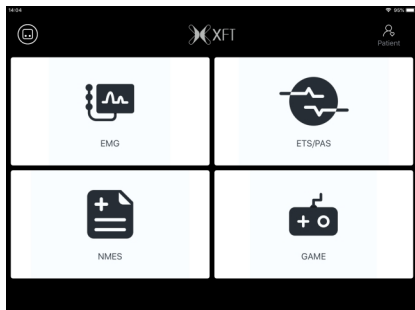 14:04
95%
XFT
Patient
EMG
ETS/PAS
NMES
GAME